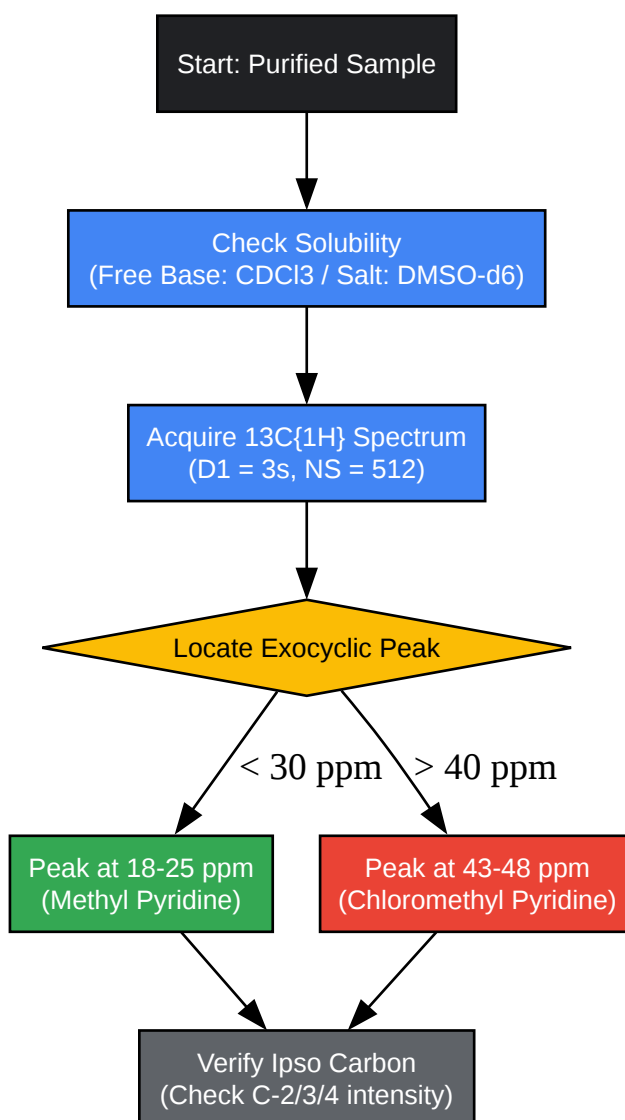 Start: Purified Sample
Check Solubility
(Free Base: CDCl3 / Salt: DMSO-d6)
Acquire 13C{1H} Spectrum
(D1 = 3s, NS = 512)
Locate Exocyclic Peak
< 30 ppm
> 40 ppm
Peak at 18-25 ppm
(Methyl Pyridine)
Peak at 43-48 ppm
(Chloromethyl Pyridine)
Verify Ipso Carbon
(Check C-2/3/4 intensity)